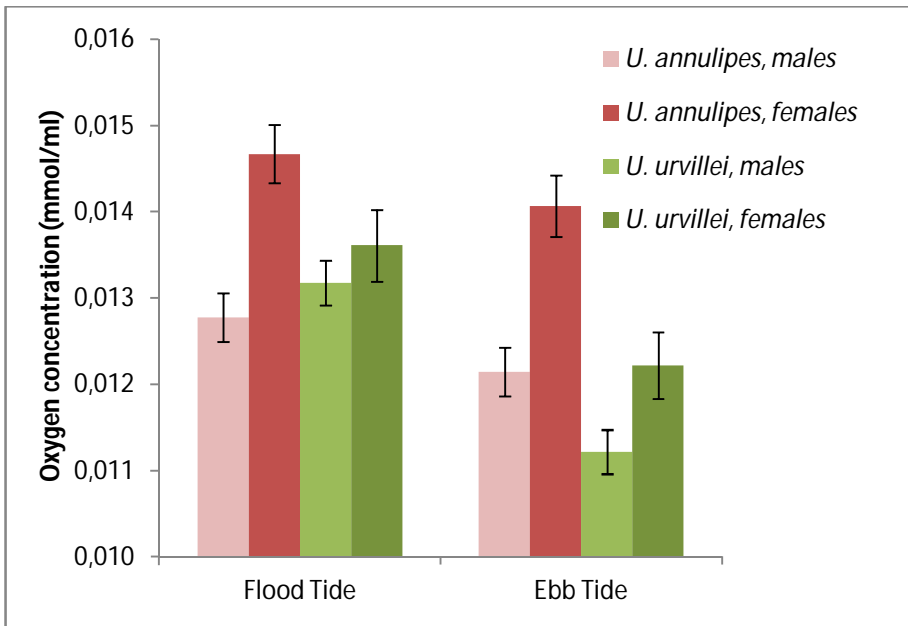 Oxygen concentration (mmol/ml)
0,016
0,015
0,014
0,013
0,012
0,011
0,010
Flood Tide
Ebb Tide
U. annulipes, males
U. annulipes, females
U. urvillei, males
U. urvillei, females